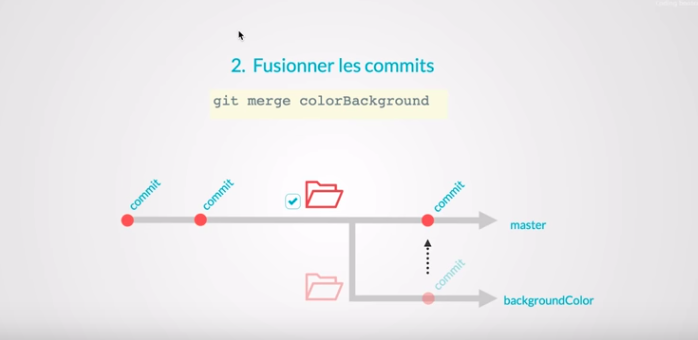 2. Fusionner les commits
git merge colorBackground
commit
commit
commit
master
commit
backgroundColor